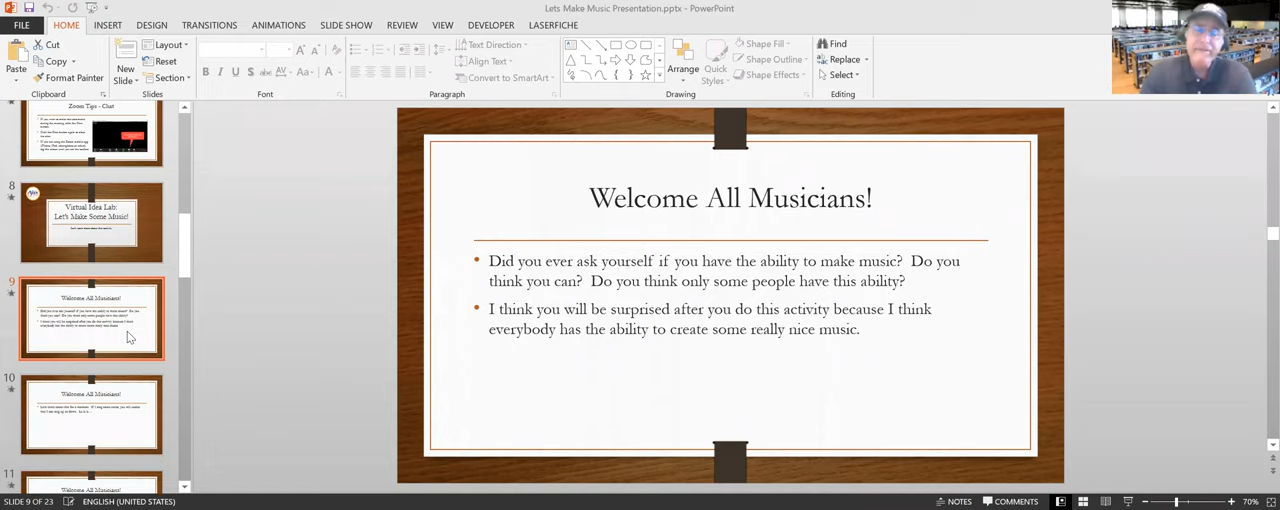 Lets Make Music Presentation.pptx - PowerPoint
FILE HOME INSERT DESIGN TRANSITIONS ANIMATIONS SLIDE SHOW REVIEW VIEW DEVELOPER LASERFICHE
Paste
Cut
Copy
Format Painter
Clipboard
New Slide
Layout
Reset
Section
Slides
B I U S abc AV Aa A
Font
Text Direction
Align Text
Convert to SmartArt
Paragraph
Arrange
Quick Styles
Shape Fill
Shape Outline
Shape Effects
Drawing
Find
Replace
Select
Editing
Zoom Tips - Chat
8
Virtual Idea Lab:
Let's Make Some Music!
9
Welcome All Musicians!
10
Welcome All Musicians!
11
Welcome All Musicians!
Welcome All Musicians!
• Did you ever ask yourself if you have the ability to make music? Do you
think you can? Do you think only some people have this ability?
• I think you will be surprised after you do this activity because I think
everybody has the ability to create some really nice music.
SLIDE 9 OF 23 ENGLISH (UNITED STATES) NOTES COMMENTS 70%